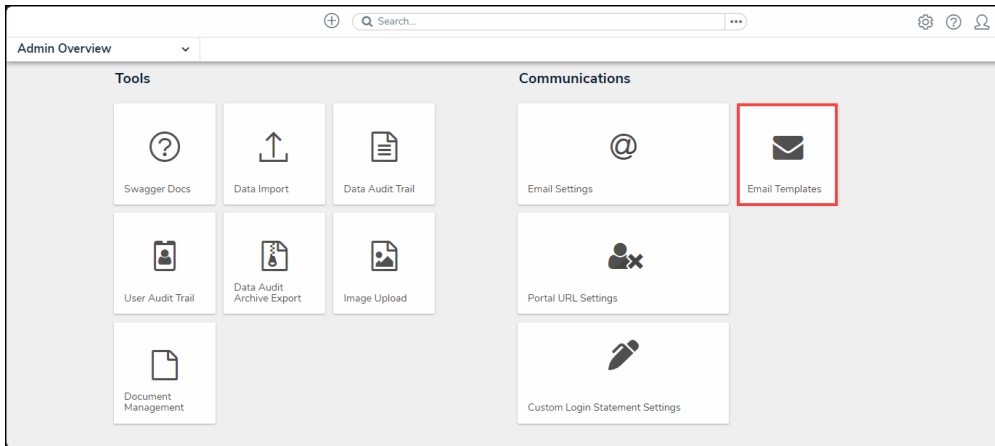 Search...
Admin Overview
Tools
Swagger Docs
Data Import
Data Audit Trail
User Audit Trail
Data Audit
Archive Export
Image Upload
Document
Management
Communications
@
Email Settings
Email Templates
Portal URL Settings
Custom Login Statement Settings